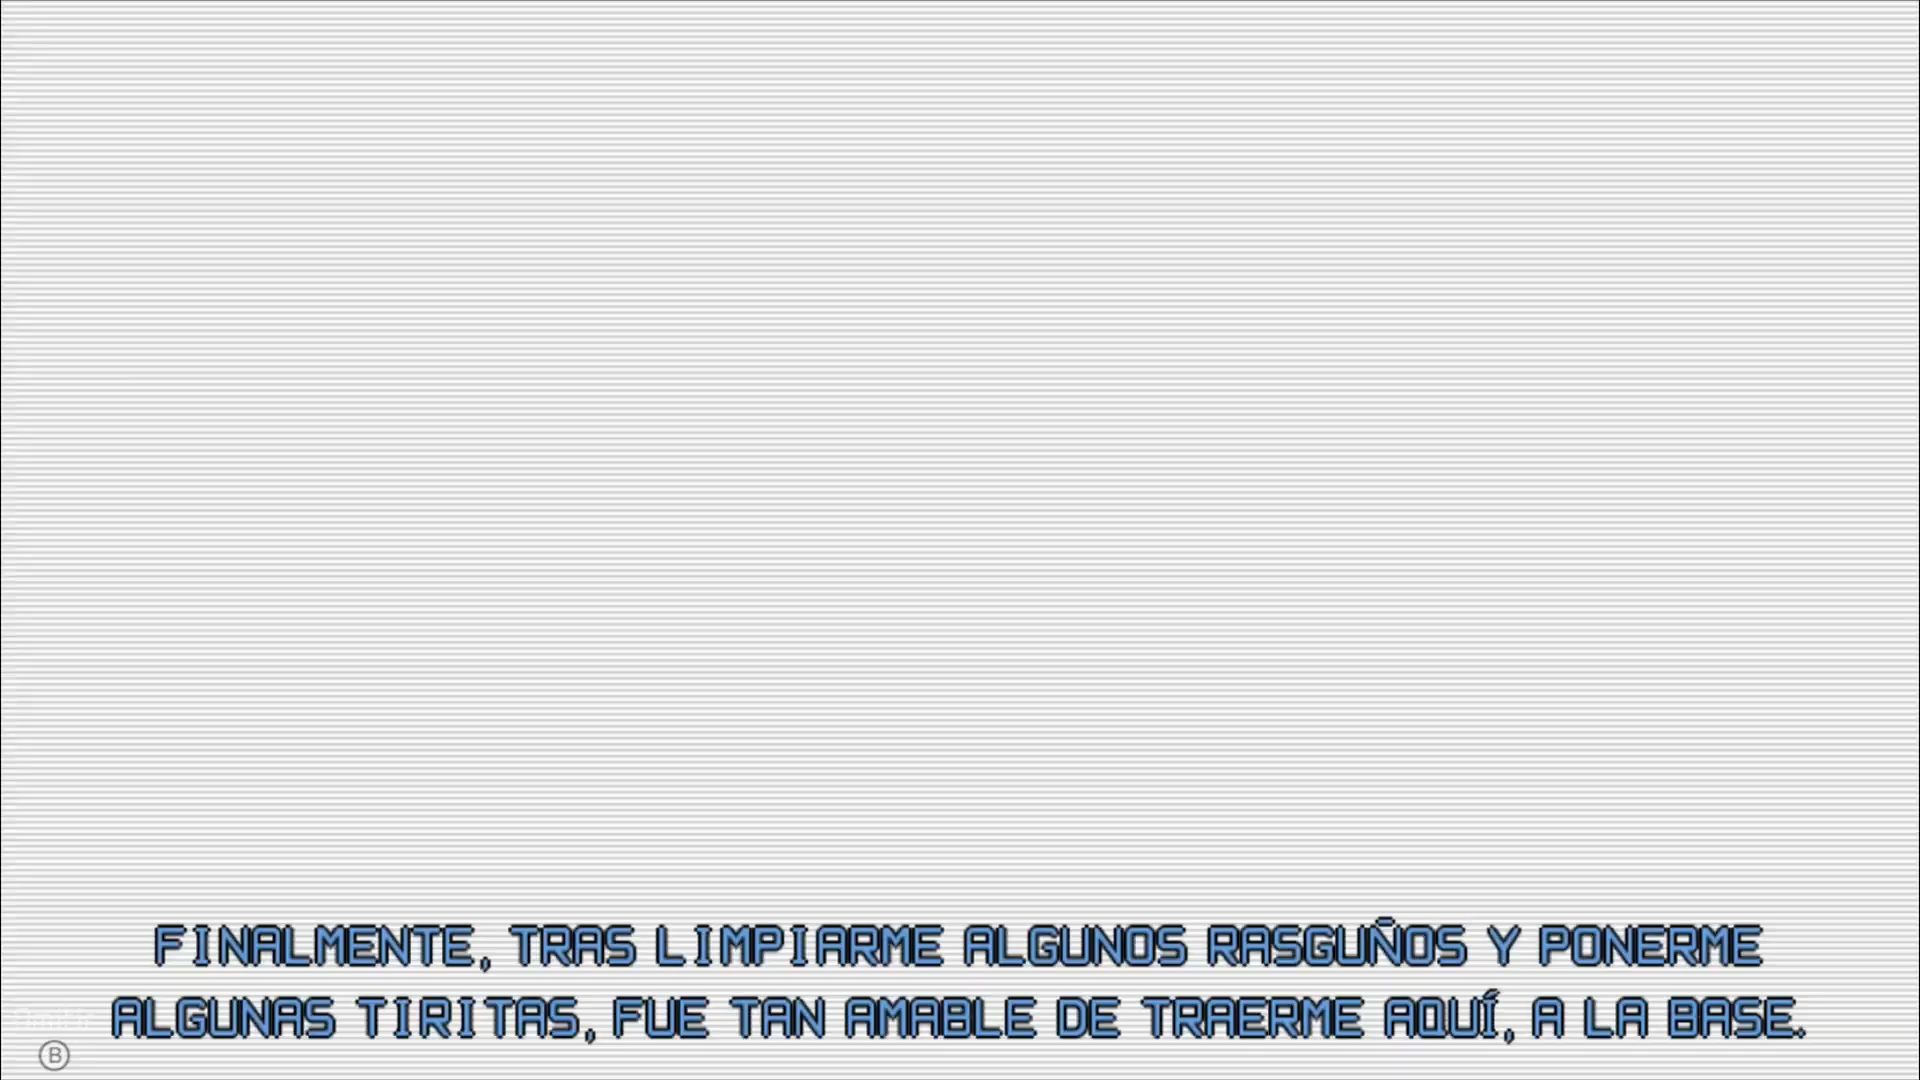 FINALMENTE, TRAS LIMPIARME ALGUNOS RASGUÑOS Y PONERME
ALGUNAS TIRITAS, FUE TAN AMABLE DE TRAERME AQUÍ, A LA BASE.
B